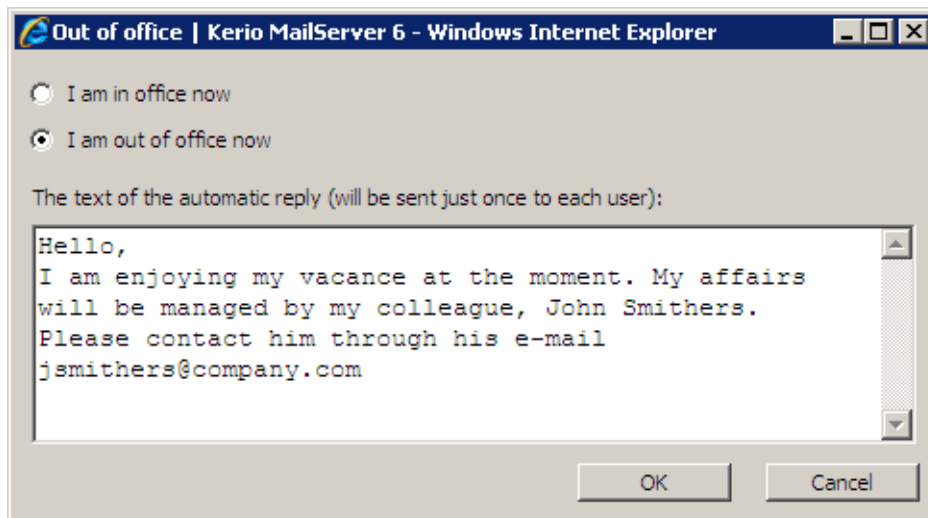 Out of office | Kerio MailServer 6 - Windows Internet Explorer
I am in office now
I am out of office now
The text of the automatic reply (will be sent just once to each user):
Hello,
I am enjoying my vacance at the moment. My affairs
will be managed by my colleague, John Smithers.
Please contact him through his e-mail
jsmithers@company.com
OK Cancel